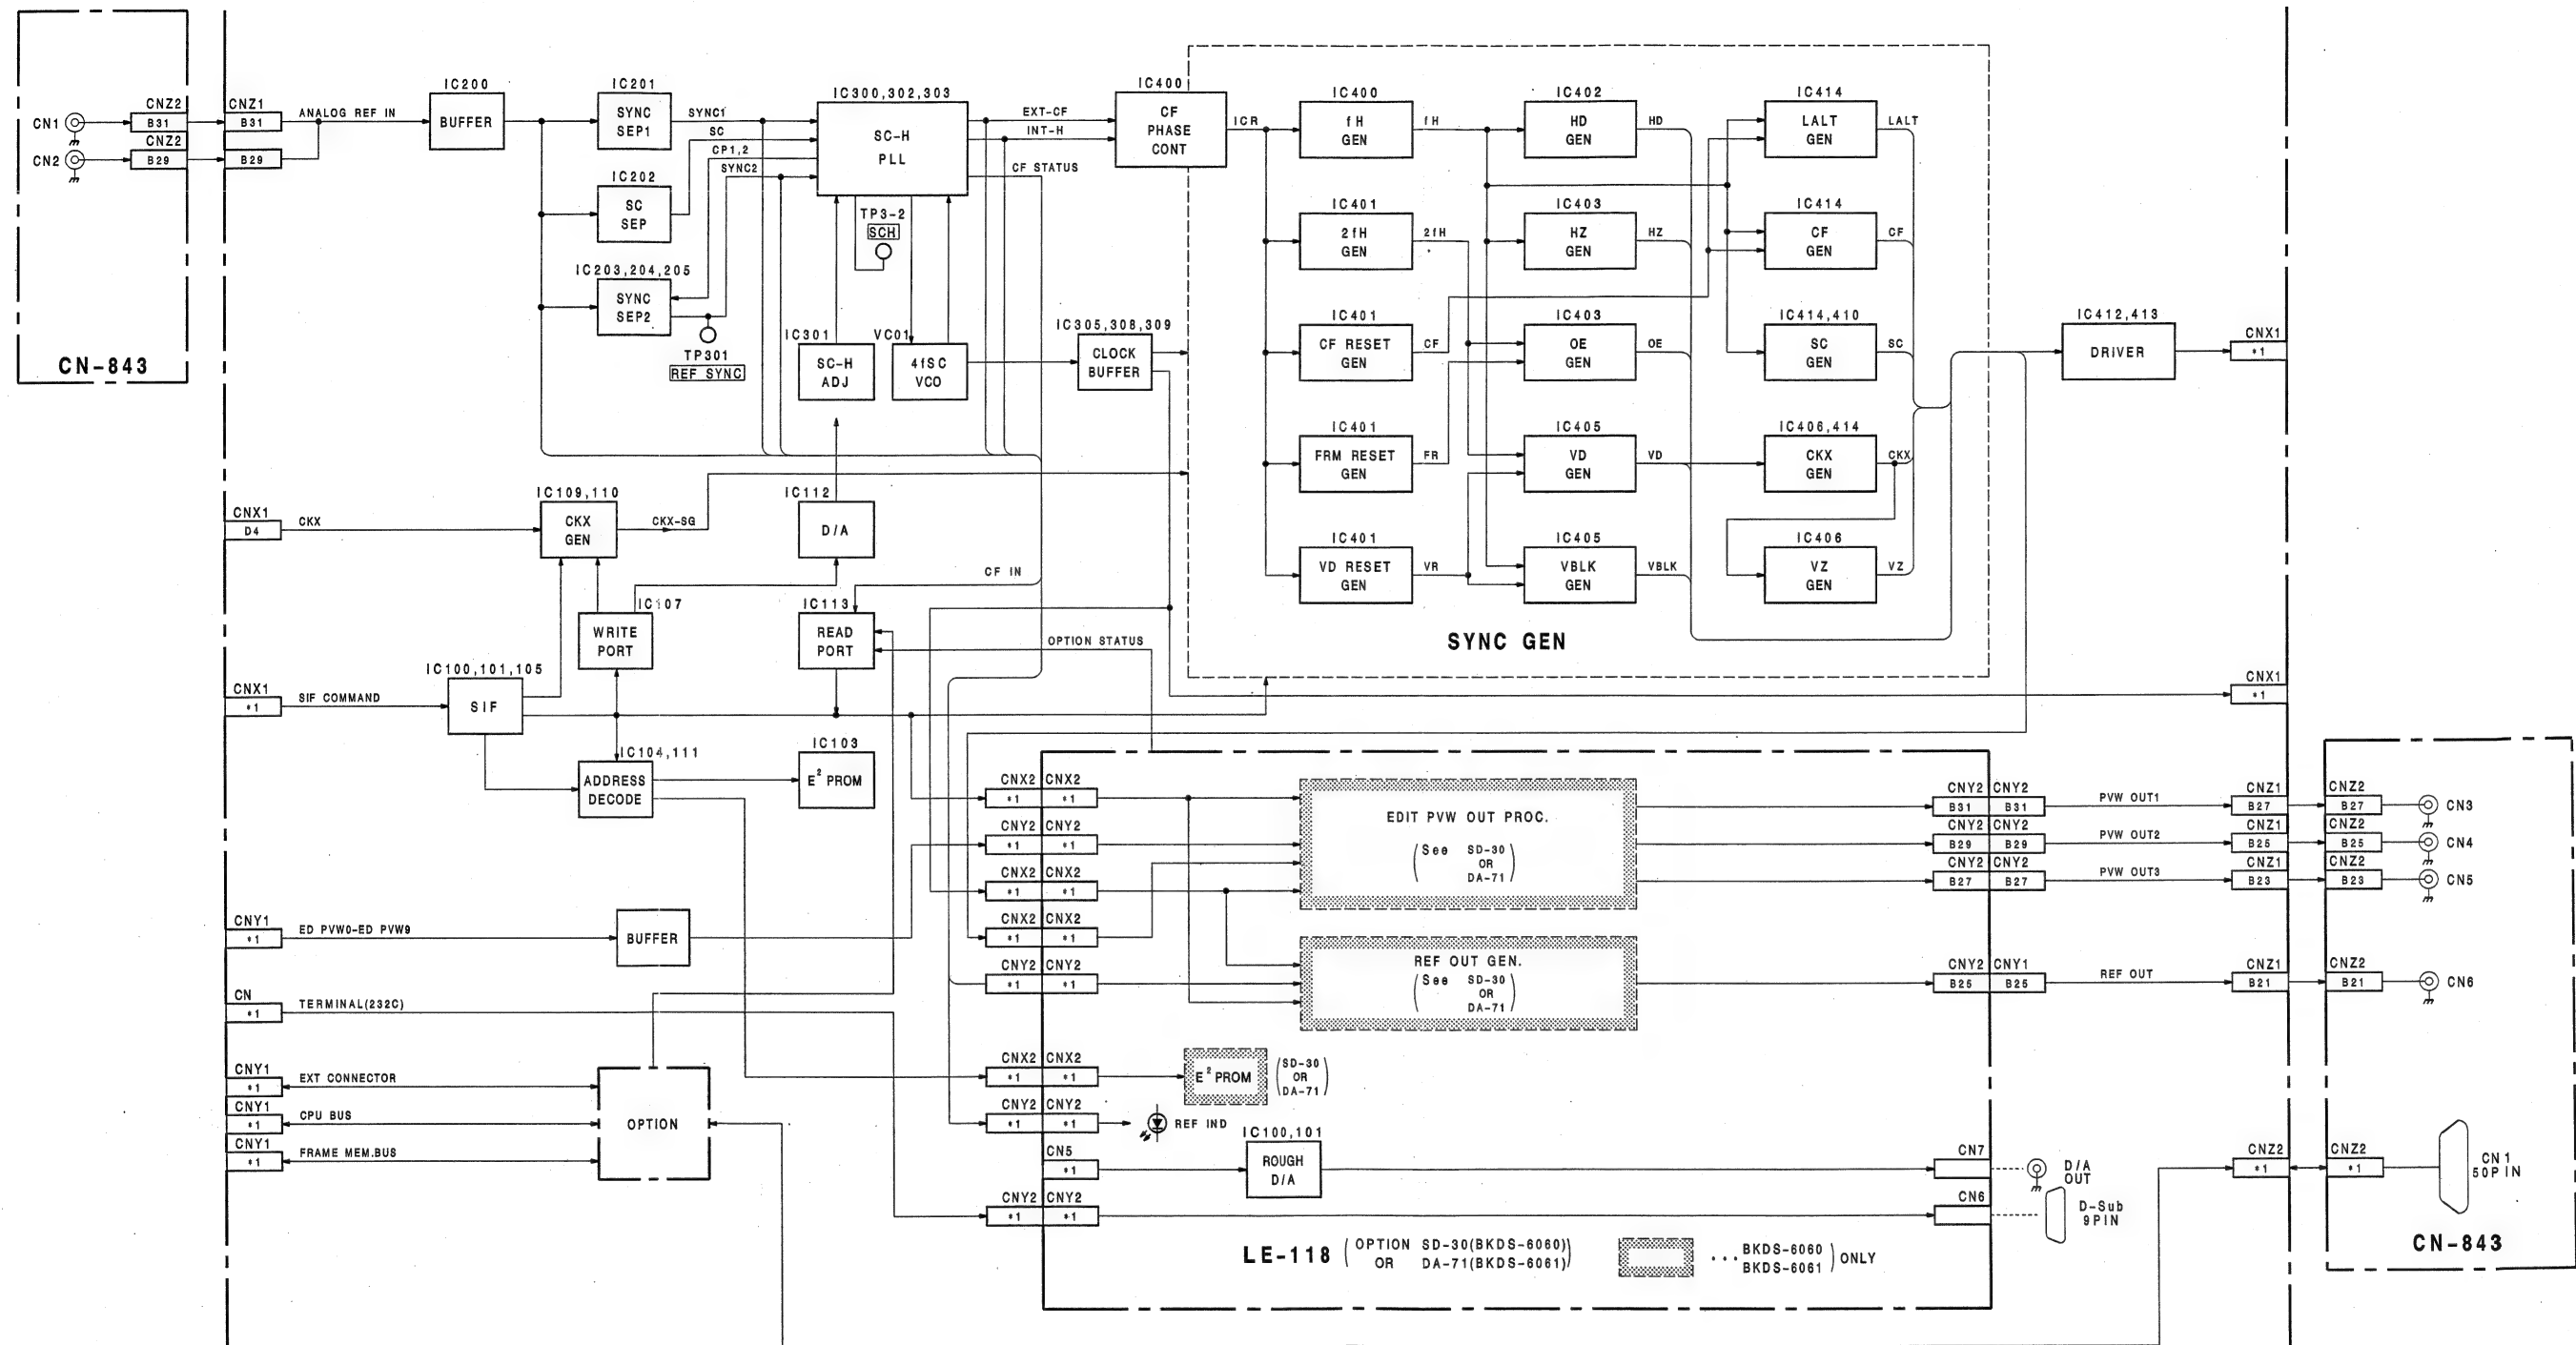 CN1
CNZ2
B31
CNZ1
B31
ANALOG REF IN
CN2
CNZ2
B29
B29
CN-843
IC200
BUFFER
IC201
SYNC
SEP1
SYNC1
SC
CP1,2
SYNC2
IC202
SC
SEP
IC203,204,205
SYNC
SEP2
TP301
REF SYNC
IC300,302,303
SC-H
PLL
TP3-2
SCH
EXT-CF
INT-H
CF STATUS
IC301
SC-H
ADJ
VC01
4fSC
VCO
IC305,308,309
CLOCK
BUFFER
IC400
CF
PHASE
CONT
ICR
IC400
fH
GEN
fH
IC402
HD
GEN
HD
IC414
LALT
GEN
LALT
IC401
2fH
GEN
2fH
IC403
HZ
GEN
HZ
IC414
CF
GEN
CF
IC401
CF RESET
GEN
CF
IC403
OE
GEN
OE
IC414,410
SC
GEN
SC
IC401
FRM RESET
GEN
FR
IC405
VD
GEN
VD
IC406,414
CKX
GEN
CKX
IC401
VD RESET
GEN
VR
IC405
VBLK
GEN
VBLK
IC406
VZ
GEN
VZ
SYNC GEN
IC412,413
DRIVER
CNX1
*1
CNX1
D4
CKX
IC109,110
CKX
GEN
CKX-SG
IC112
D/A
CF IN
IC107
WRITE
PORT
IC113
READ
PORT
OPTION STATUS
CNX1
*1
SIF COMMAND
IC100,101,105
SIF
CNX1
*1
IC104,111
ADDRESS
DECODE
IC103
E² PROM
CNY1
*1
ED PVW0-ED PVW9
BUFFER
CN
*1
TERMINAL(232C)
CNY1
*1
EXT CONNECTOR
CNY1
*1
CPU BUS
CNY1
*1
FRAME MEM.BUS
OPTION
CNX2 CNX2
*1 *1
CNY2 CNY2
*1 *1
CNX2 CNX2
*1 *1
CNX2 CNX2
*1 *1
CNY2 CNY2
*1 *1
CNX2 CNX2
*1 *1
CNY2 CNY2
*1 *1
CN5
*1
CNY2 CNY2
*1 *1
EDIT PVW OUT PROC.
(See SD-30
OR
DA-71)
REF OUT GEN.
(See SD-30
OR
DA-71)
E² PROM
(SD-30
OR
DA-71)
REF IND
IC100,101
ROUGH
D/A
CNY2 CNY2
B31 B31
PVW OUT1
CNZ1
B27
CNZ2
B27
CN3
CNY2 CNY2
B29 B29
PVW OUT2
CNZ1
B25
CNZ2
B25
CN4
CNY2 CNY2
B27 B27
PVW OUT3
CNZ1
B23
CNZ2
B23
CN5
CNY2 CNY1
B25 B25
REF OUT
CNZ1
B21
CNZ2
B21
CN6
CN7
D/A
OUT
CN6
D-Sub
9PIN
CNZ2
*1
CNZ2
*1
CN1
50PIN
CN-843
LE-118 (OPTION SD-30(BKDS-6060)
OR DA-71(BKDS-6061))
...BKDS-6060
BKDS-6061 ) ONLY